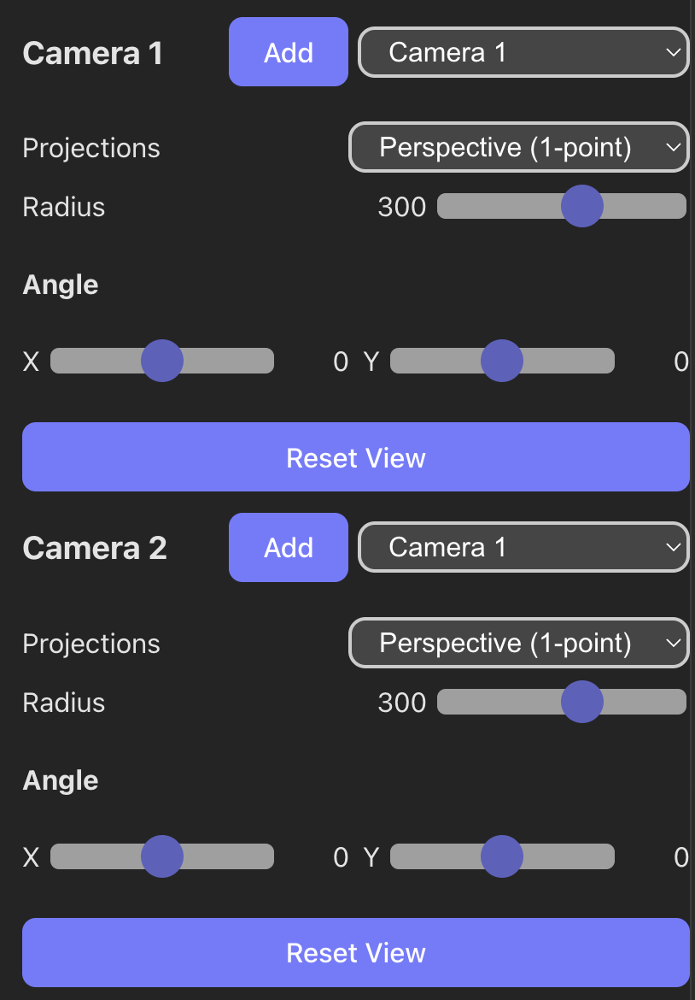 Camera 1 Add Camera 1
Projections Perspective (1-point)
Radius 300
Angle
X 0 Y 0
Reset View
Camera 2 Add Camera 1
Projections Perspective (1-point)
Radius 300
Angle
X 0 Y 0
Reset View